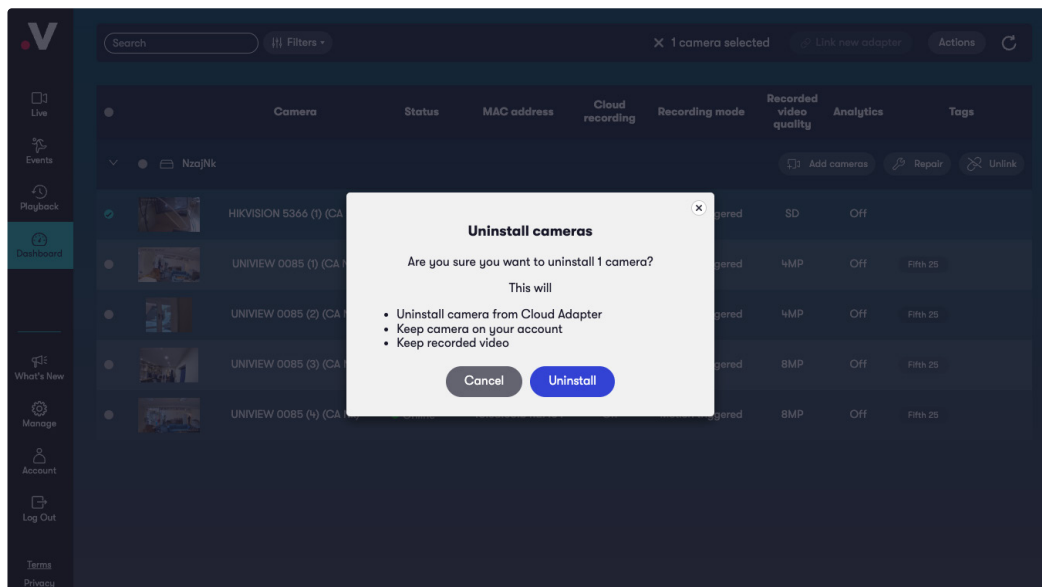 V
Search
Filters
1 camera selected
Link new adapter
Actions
Live
Events
Playback
Dashboard
What's New
Manage
Account
Log Out
Terms
Privacy
Camera
Status
MAC address
Cloud recording
Recording mode
Recorded video quality
Analytics
Tags
NzajNk
Add cameras
Repair
Unlink
HIKVISION 5366 (1) (CA
SD
Off
UNIVIEW 0085 (1) (CA
4MP
Off
Fifth 25
UNIVIEW 0085 (2) (CA
4MP
Off
Fifth 25
UNIVIEW 0085 (3) (CA
8MP
Off
Fifth 25
UNIVIEW 0085 (4) (CA
8MP
Off
Fifth 25
Uninstall cameras
Are you sure you want to uninstall 1 camera?
This will
• Uninstall camera from Cloud Adapter
• Keep camera on your account
• Keep recorded video
Cancel
Uninstall